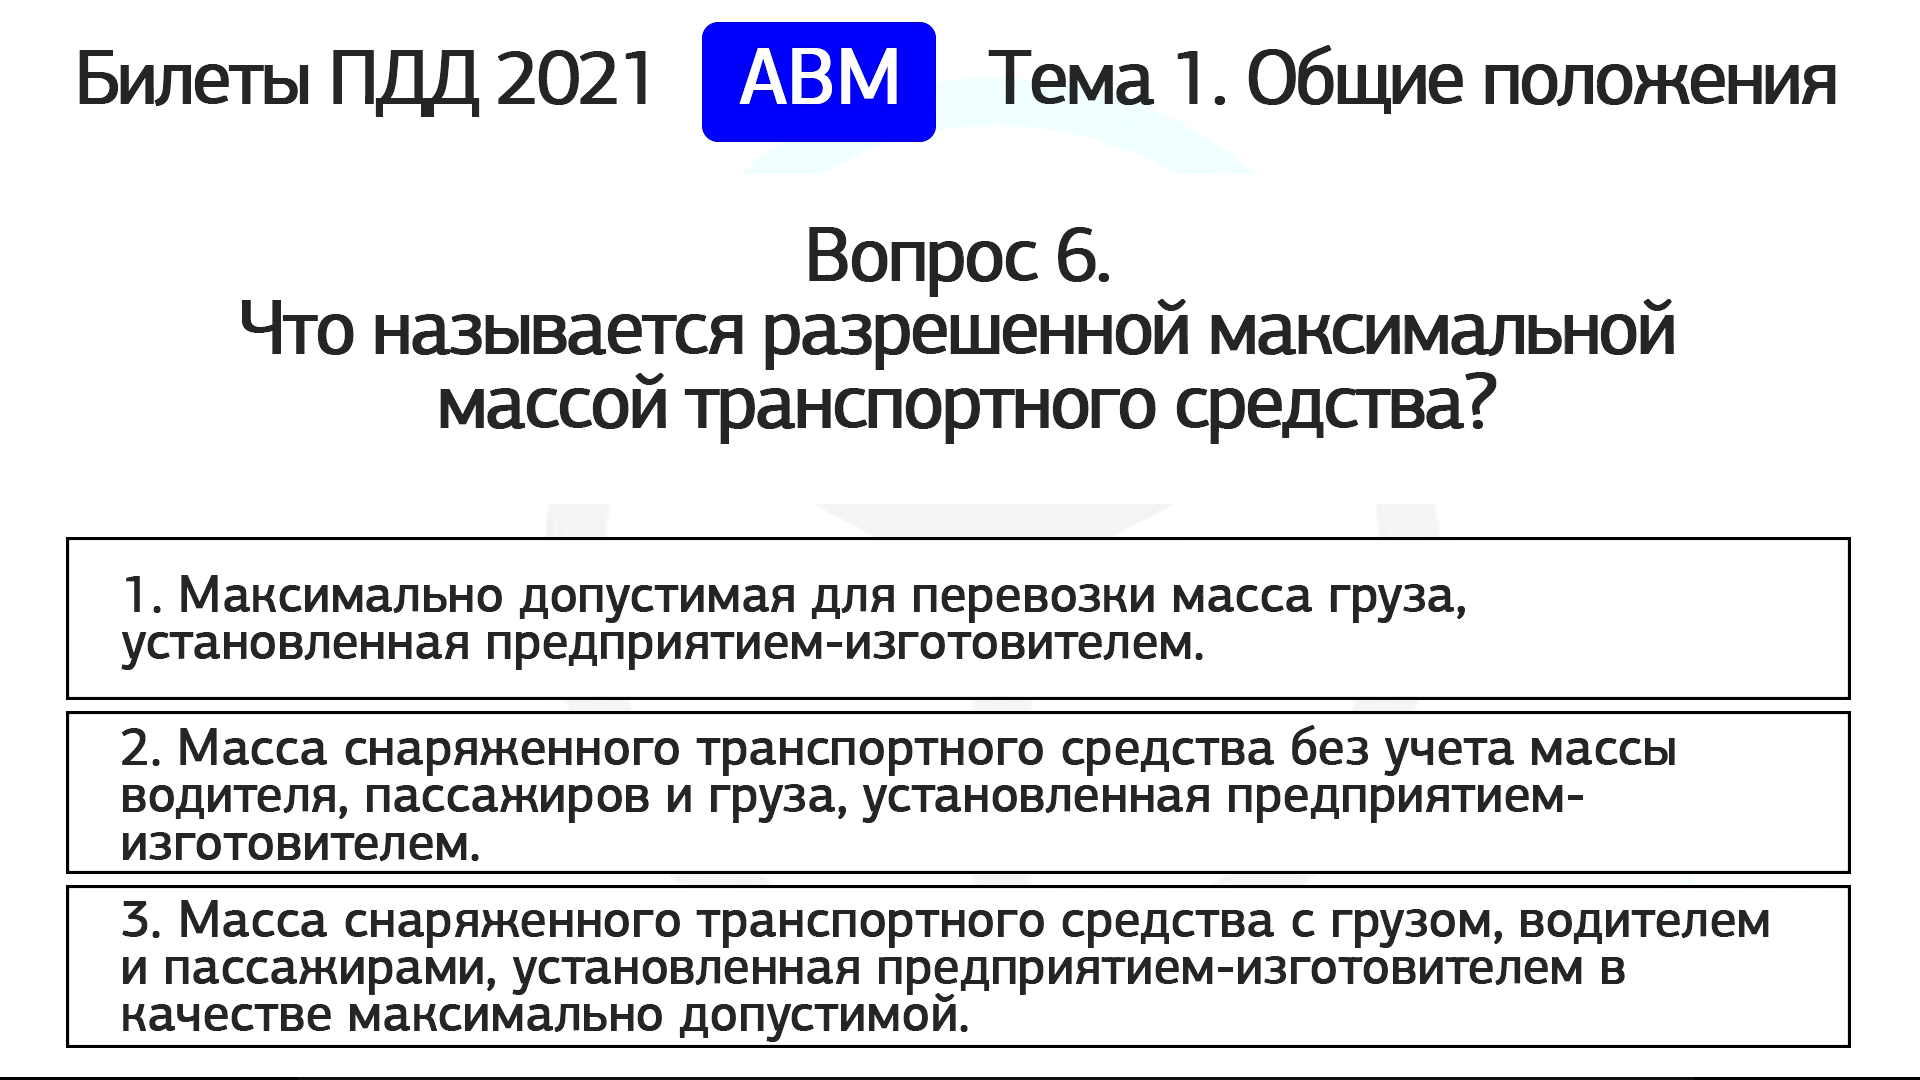 Билеты ПДД 2021 АВМ Тема 1. Общие положения
Вопрос 6.
Что называется разрешенной максимальной
массой транспортного средства?
1. Максимально допустимая для перевозки масса груза,
установленная предприятием-изготовителем.
2. Масса снаряженного транспортного средства без учета массы
водителя, пассажиров и груза, установленная предприятием-
изготовителем.
3. Масса снаряженного транспортного средства с грузом, водителем
и пассажирами, установленная предприятием-изготовителем в
качестве максимально допустимой.